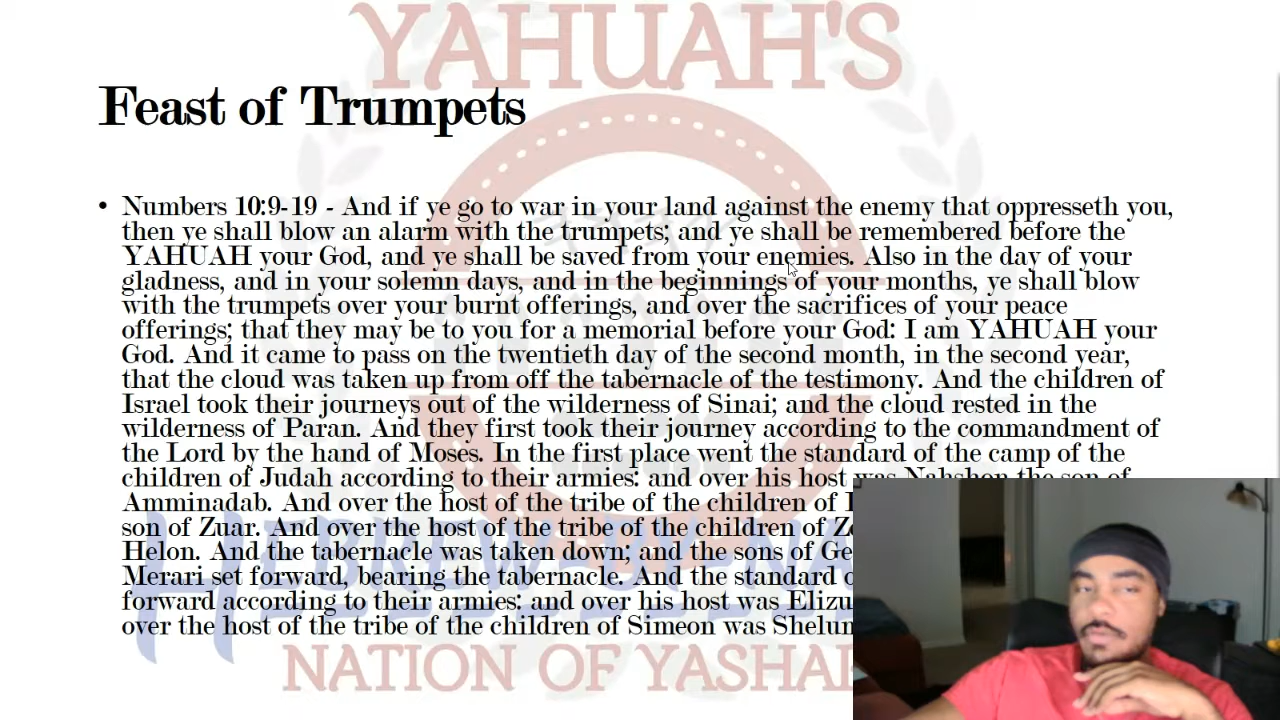 YAHUAH'S
Feast of Trumpets
• Numbers 10:9-19 - And if ye go to war in your land against the enemy that oppresseth you,
then ye shall blow an alarm with the trumpets; and ye shall be remembered before the
YAHUAH your God, and ye shall be saved from your enemies. Also in the day of your
gladness, and in your solemn days, and in the beginnings of your months, ye shall blow
with the trumpets over your burnt offerings, and over the sacrifices of your peace
offerings; that they may be to you for a memorial before your God: I am YAHUAH your
God. And it came to pass on the twentieth day of the second month, in the second year,
that the cloud was taken up from off the tabernacle of the testimony. And the children of
Israel took their journeys out of the wilderness of Sinai; and the cloud rested in the
wilderness of Paran. And they first took their journey according to the commandment of
the Lord by the hand of Moses. In the first place went the standard of the camp of the
children of Judah according to their armies: and over his host was Nahshon the son of
Amminadab. And over the host of the tribe of the children of
son of Zuar. And over the host of the tribe of the children of
Helon. And the tabernacle was taken down; and the sons of
Merari set forward, bearing the tabernacle. And the standard
forward according to their armies: and over his host was
over the host of the tribe of the children of Simeon was
HEBREW-BY-NA
NATION OF